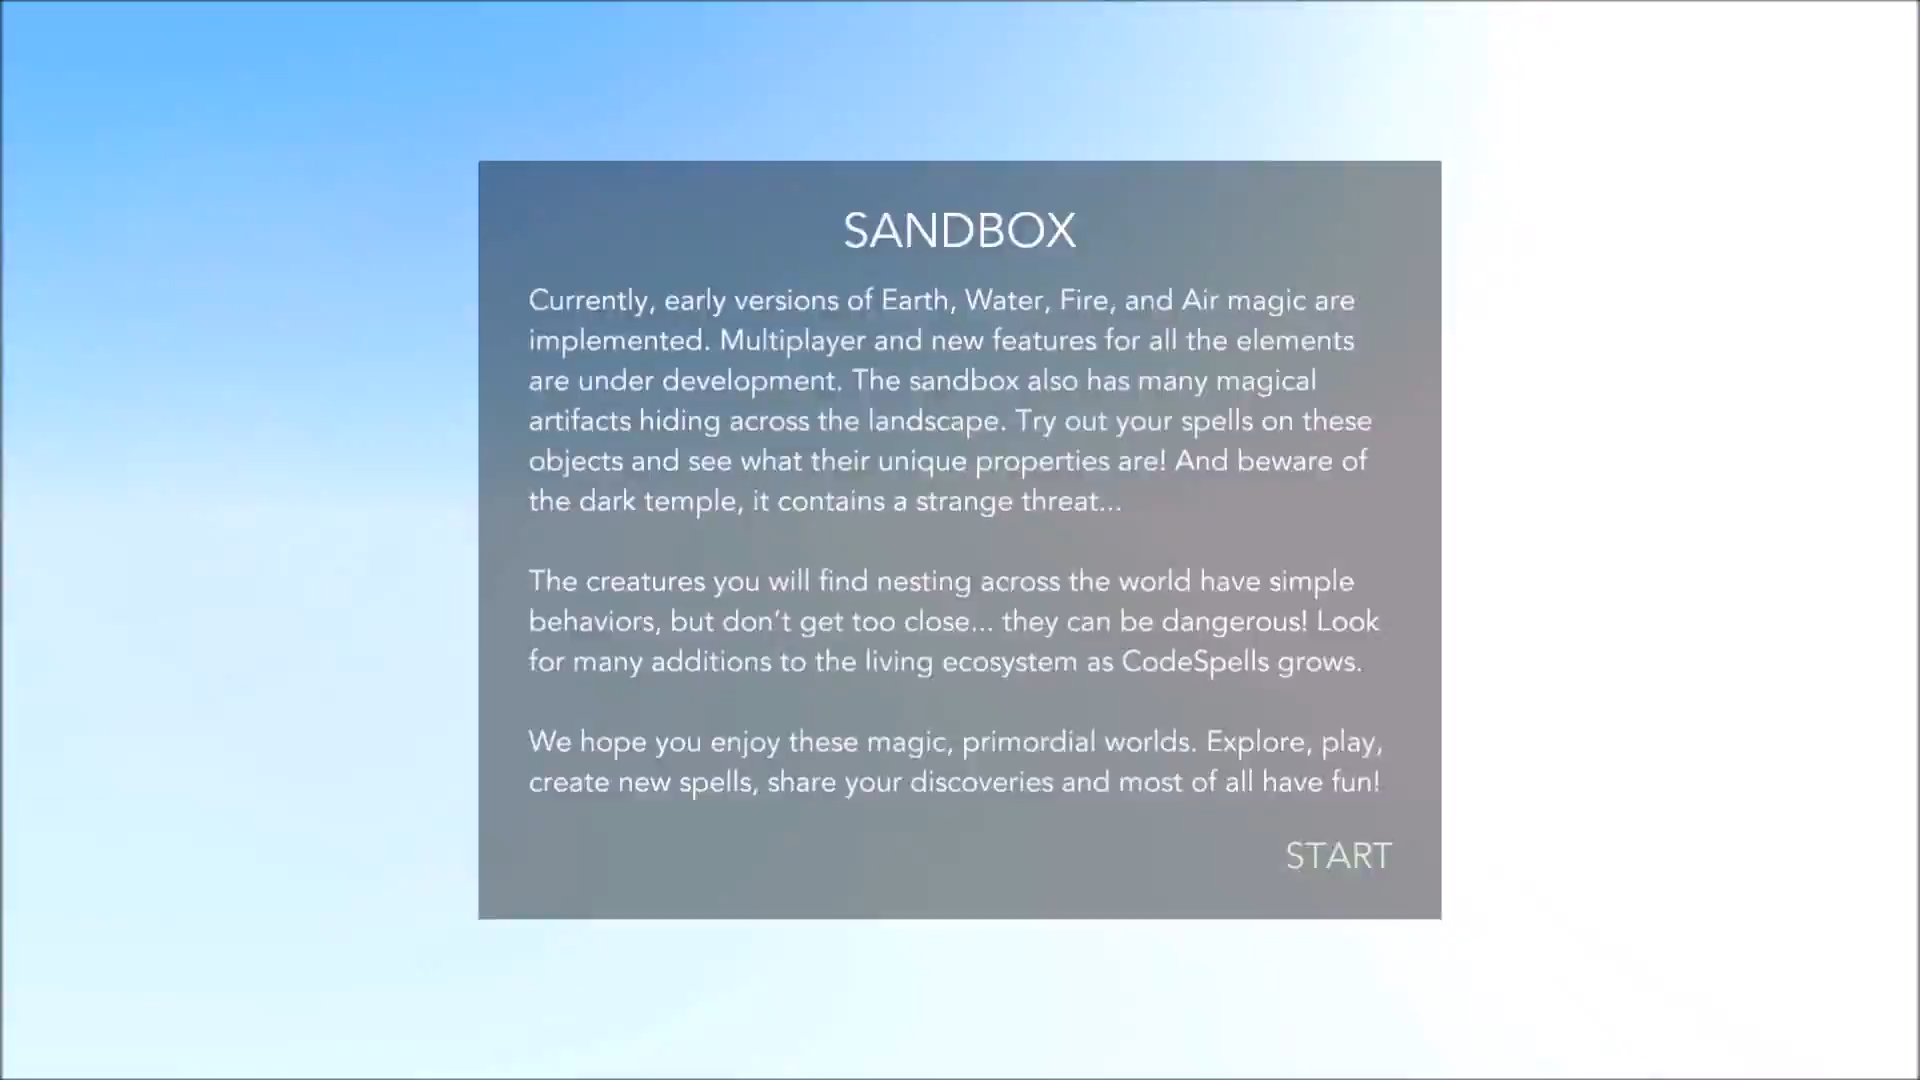 SANDBOX
Currently, early versions of Earth, Water, Fire, and Air magic are
implemented. Multiplayer and new features for all the elements
are under development. The sandbox also has many magical
artifacts hiding across the landscape. Try out your spells on these
objects and see what their unique properties are! And beware of
the dark temple, it contains a strange threat...
The creatures you will find nesting across the world have simple
behaviors, but don’t get too close... they can be dangerous! Look
for many additions to the living ecosystem as CodeSpells grows.
We hope you enjoy these magic, primordial worlds. Explore, play,
create new spells, share your discoveries and most of all have fun!
START